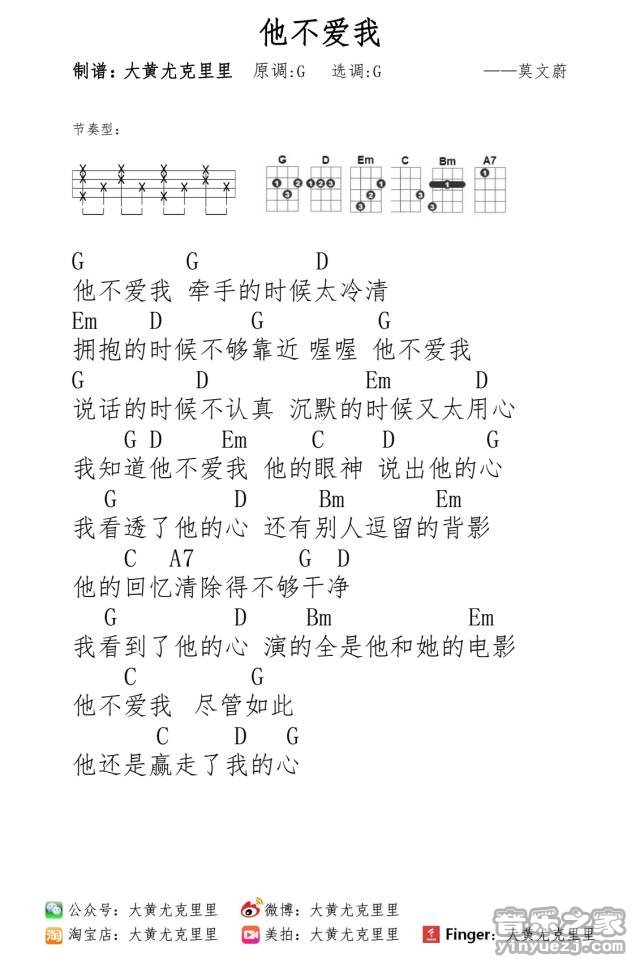 他不爱我
制谱：大黄尤克里里 原调:G 选调:G ——莫文蔚
节奏型：
G D Em C Bm A7
G G D
他不爱我 牵手的时候太冷清
Em D G G
拥抱的时候不够靠近 喔喔 他不爱我
G D Em D
说话的时候不认真 沉默的时候又太用心
G D Em C D G
我知道他不爱我 他的眼神 说出他的心
G D Bm Em
我看透了他的心 还有别人逗留的背影
C A7 G D
他的回忆清除得不够干净
G D Bm Em
我看到了他的心 演的全是他和她的电影
C G
他不爱我 尽管如此
C D G
他还是赢走了我的心
公众号：大黄尤克里里 微博：大黄尤克里里
淘宝店：大黄尤克里里 美拍：大黄尤克里里 Finger：大黄尤克里里
音乐之家
yinyuezj.com